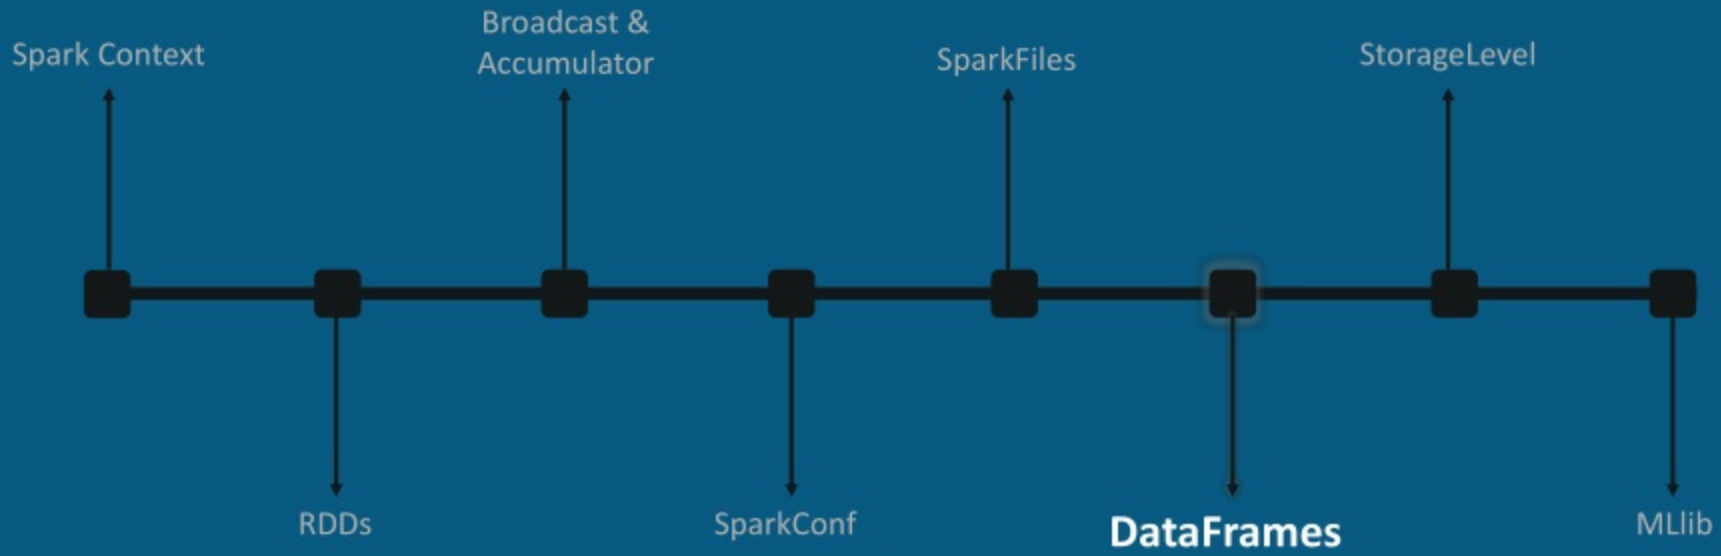 Spark Context
Broadcast &
Accumulator
SparkFiles
StorageLevel
RDDs
SparkConf
DataFrames
MLlib